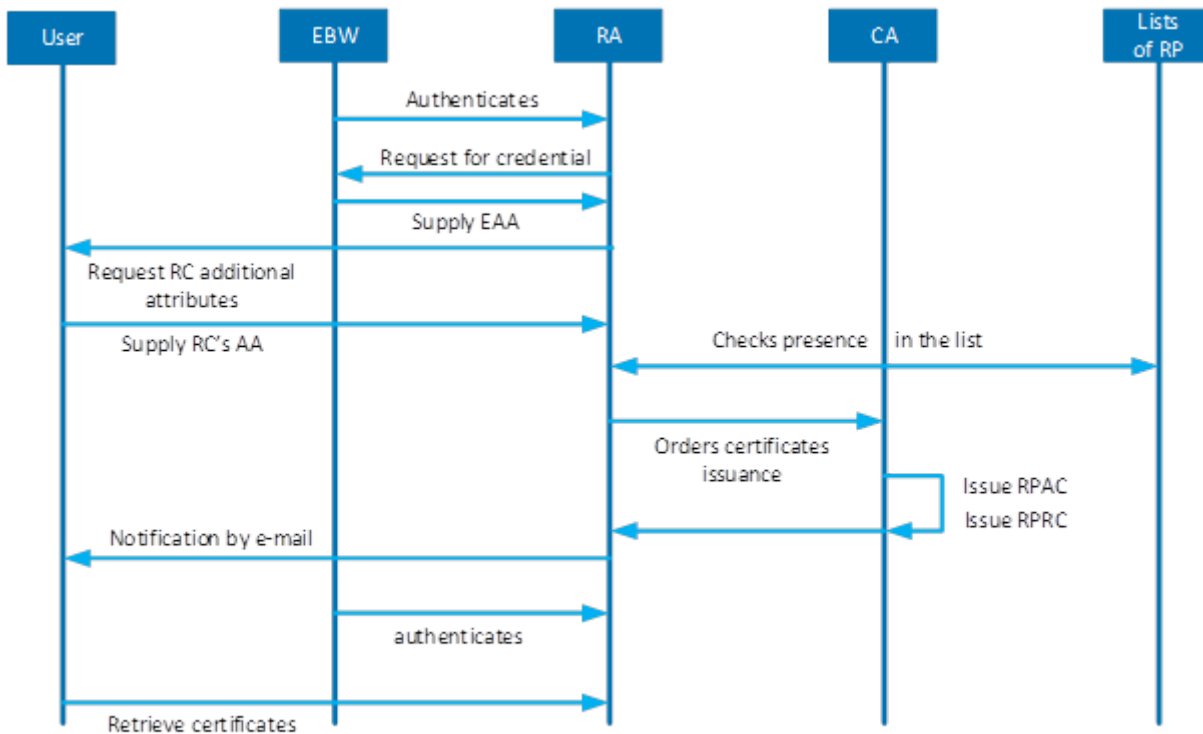 User
EBW
RA
CA
Lists
of RP
Authenticates
Request for credential
Supply EAA
Request RC additional
attributes
Supply RC’s AA
Checks presence in the list
Orders certificates
issuance
Issue RPAC
Issue RPRC
Notification by e-mail
authenticates
Retrieve certificates